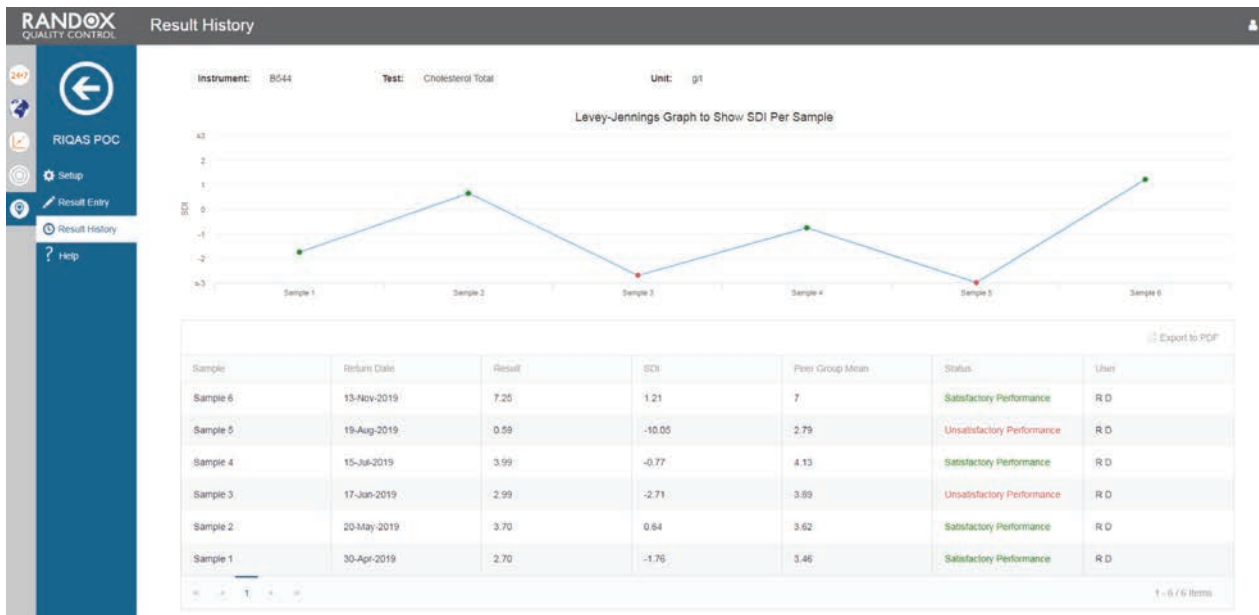 RANDOX
QUALITY CONTROL
Result History
24•7
RIQAS POC
Setup
Result Entry
Result History
? Help
Instrument: B544 Test: Cholesterol Total Unit: g/l
Levey-Jennings Graph to Show SDI Per Sample
SDI
≥3
2
1
0
-1
-2
≤-3
Sample 1 Sample 2 Sample 3 Sample 4 Sample 5 Sample 6
Export to PDF
Sample Return Date Result SDI Peer Group Mean Status User
Sample 6 13-Nov-2019 7.25 1.21 7 Satisfactory Performance R D
Sample 5 19-Aug-2019 0.59 -10.05 2.79 Unsatisfactory Performance R D
Sample 4 15-Jul-2019 3.99 -0.77 4.13 Satisfactory Performance R D
Sample 3 17-Jun-2019 2.99 -2.71 Unsatisfactory Performance R D
Sample 2 20-May-2019 3.70 0.64 3.62 Satisfactory Performance R D
Sample 1 30-Apr-2019 2.70 -1.76 3.46 Satisfactory Performance R D
1
1 - 6 / 6 Items